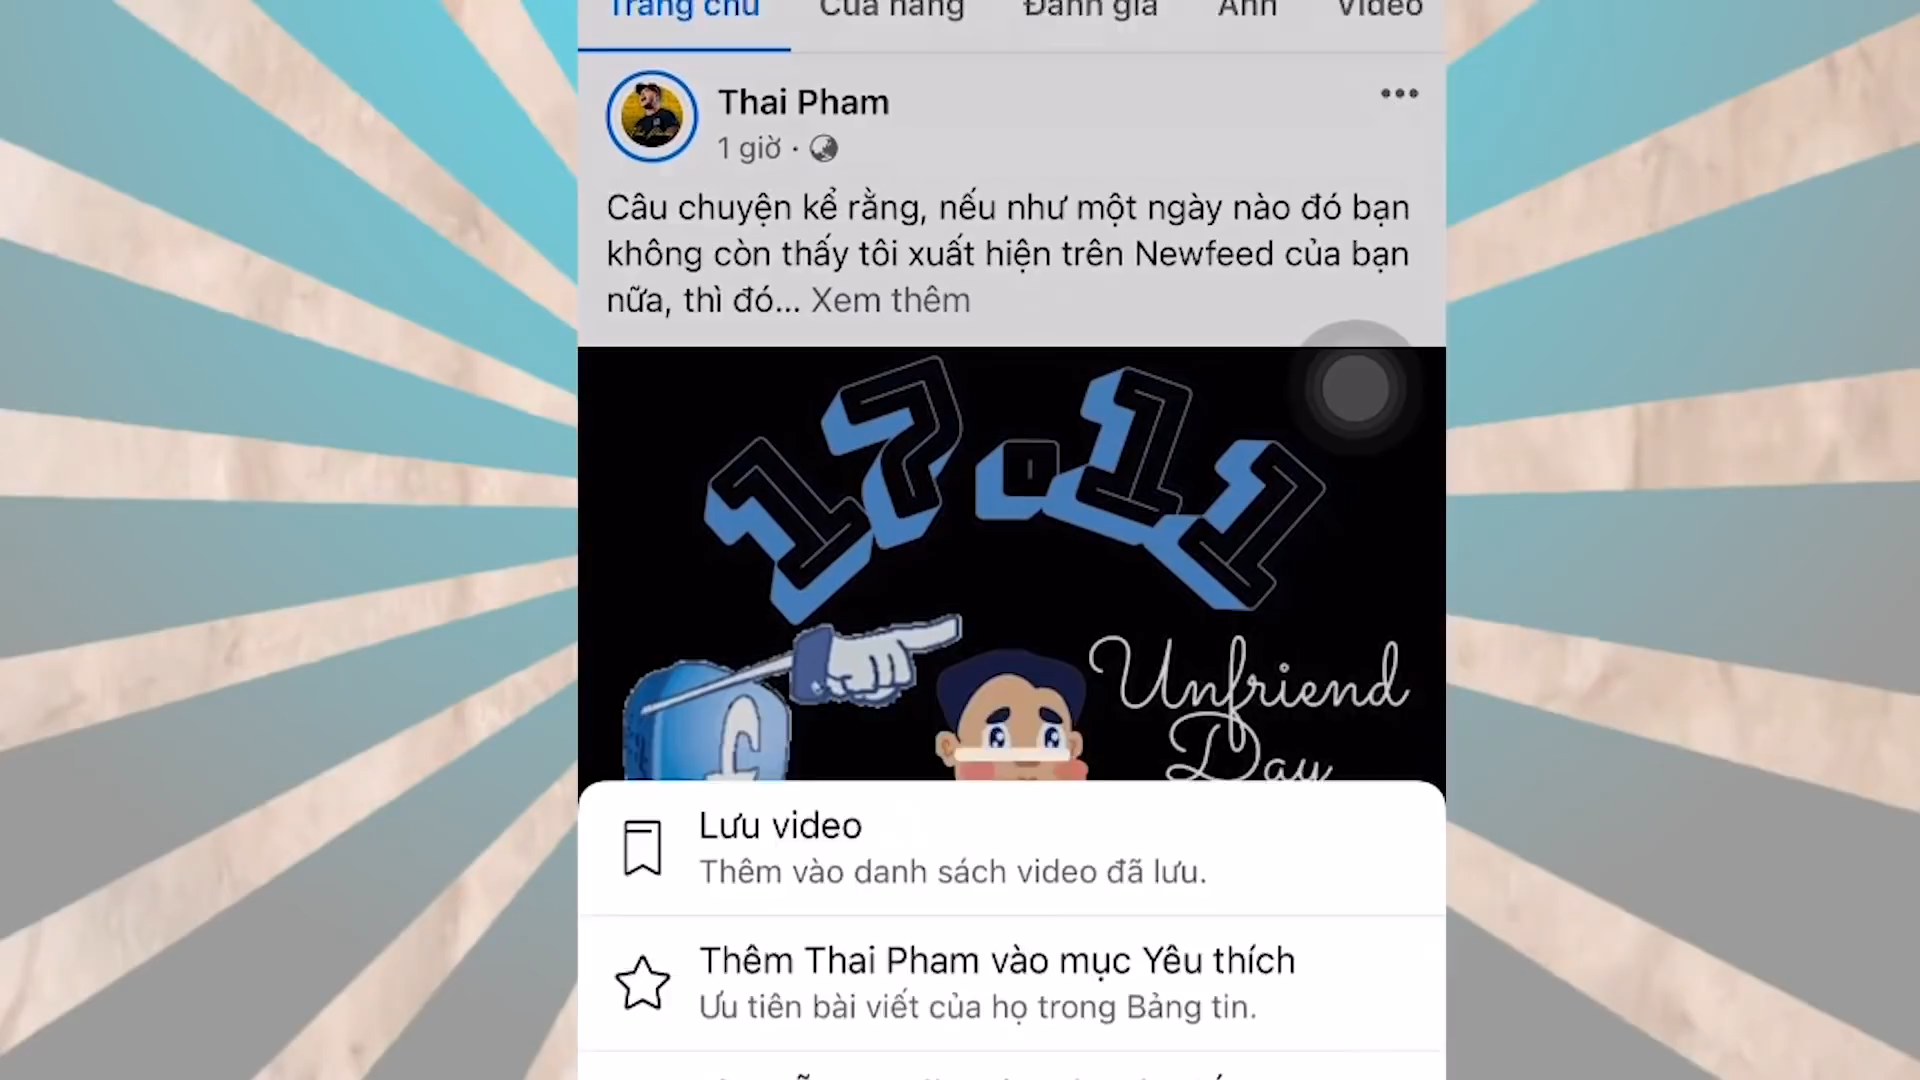 Trang chủ Cửa hàng Đánh giá Ảnh Video
Thai Pham
1 giờ ·
Câu chuyện kể rằng, nếu như một ngày nào đó bạn
không còn thấy tôi xuất hiện trên Newfeed của bạn
nữa, thì đó... Xem thêm
17.11
Unfriend
Day
Lưu video
Thêm vào danh sách video đã lưu.
Thêm Thai Pham vào mục Yêu thích
Ưu tiên bài viết của họ trong Bảng tin.